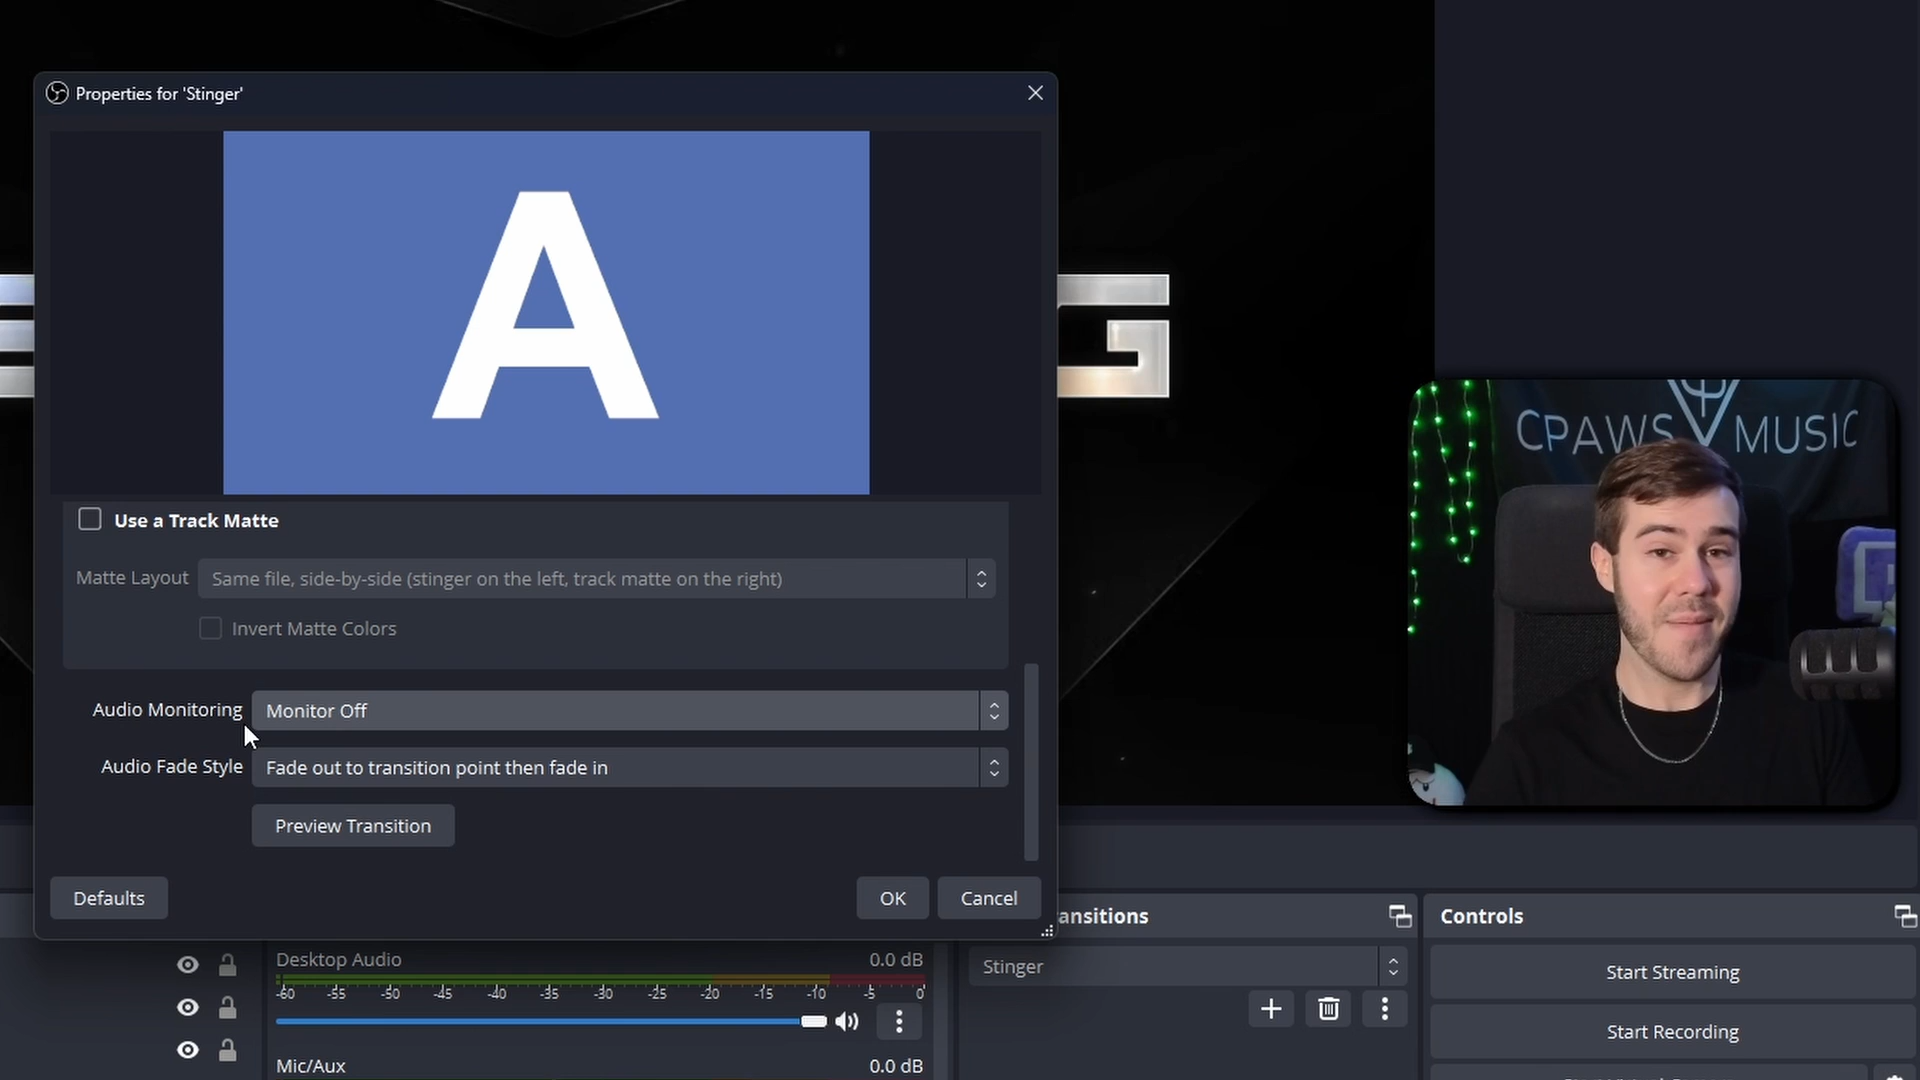 Properties for 'Stinger'
A
G
Use a Track Matte
Matte Layout
Same file, side-by-side (stinger on the left, track matte on the right)
Invert Matte Colors
Audio Monitoring
Monitor Off
Audio Fade Style
Fade out to transition point then fade in
Preview Transition
Defaults
OK
Cancel
CPAWS MUSIC
ansitions
Controls
Desktop Audio
0.0 dB
-60 -55 -50 -45 -40 -35 -30 -25 -20 -15 -10 -5 0
Mic/Aux
0.0 dB
Stinger
Start Streaming
Start Recording